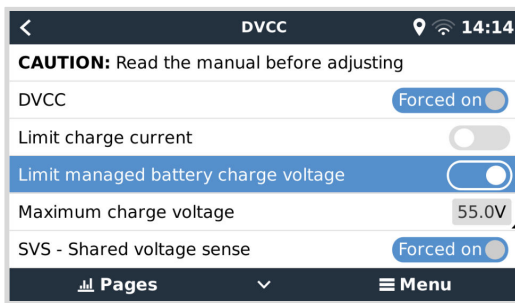 DVCC 14:14
CAUTION: Read the manual before adjusting
DVCC Forced on
Limit charge current
Limit managed battery charge voltage
Maximum charge voltage 55.0V
SVS - Shared voltage sense Forced on
Pages Menu